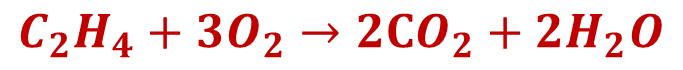 C₂H₄ + 3O₂ → 2CO₂ + 2H₂O